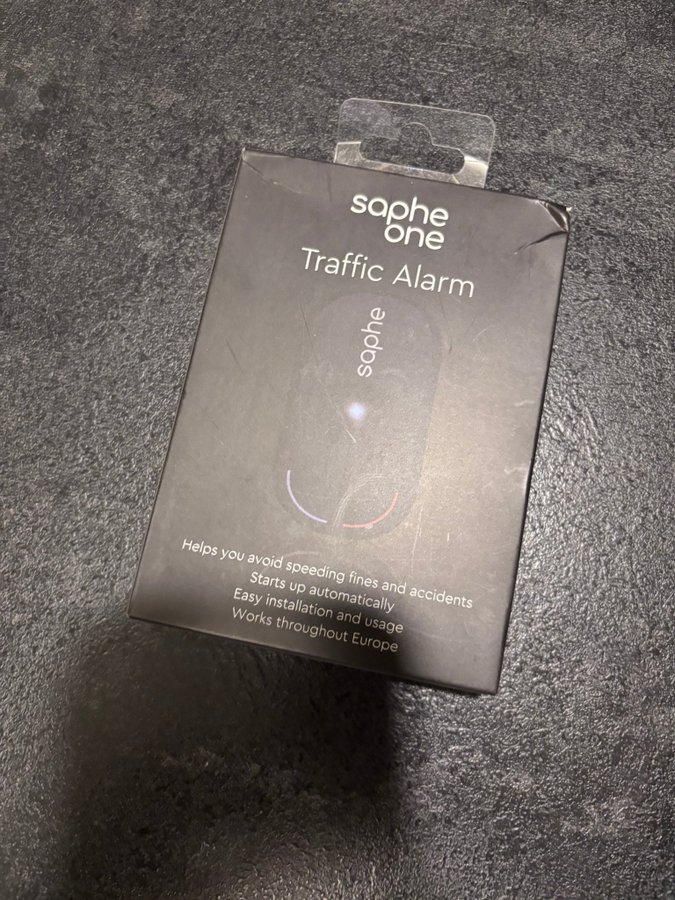 saphe
one
Traffic Alarm
saphe
Helps you avoid speeding fines and accidents
Starts up automatically
Easy installation and usage
Works throughout Europe